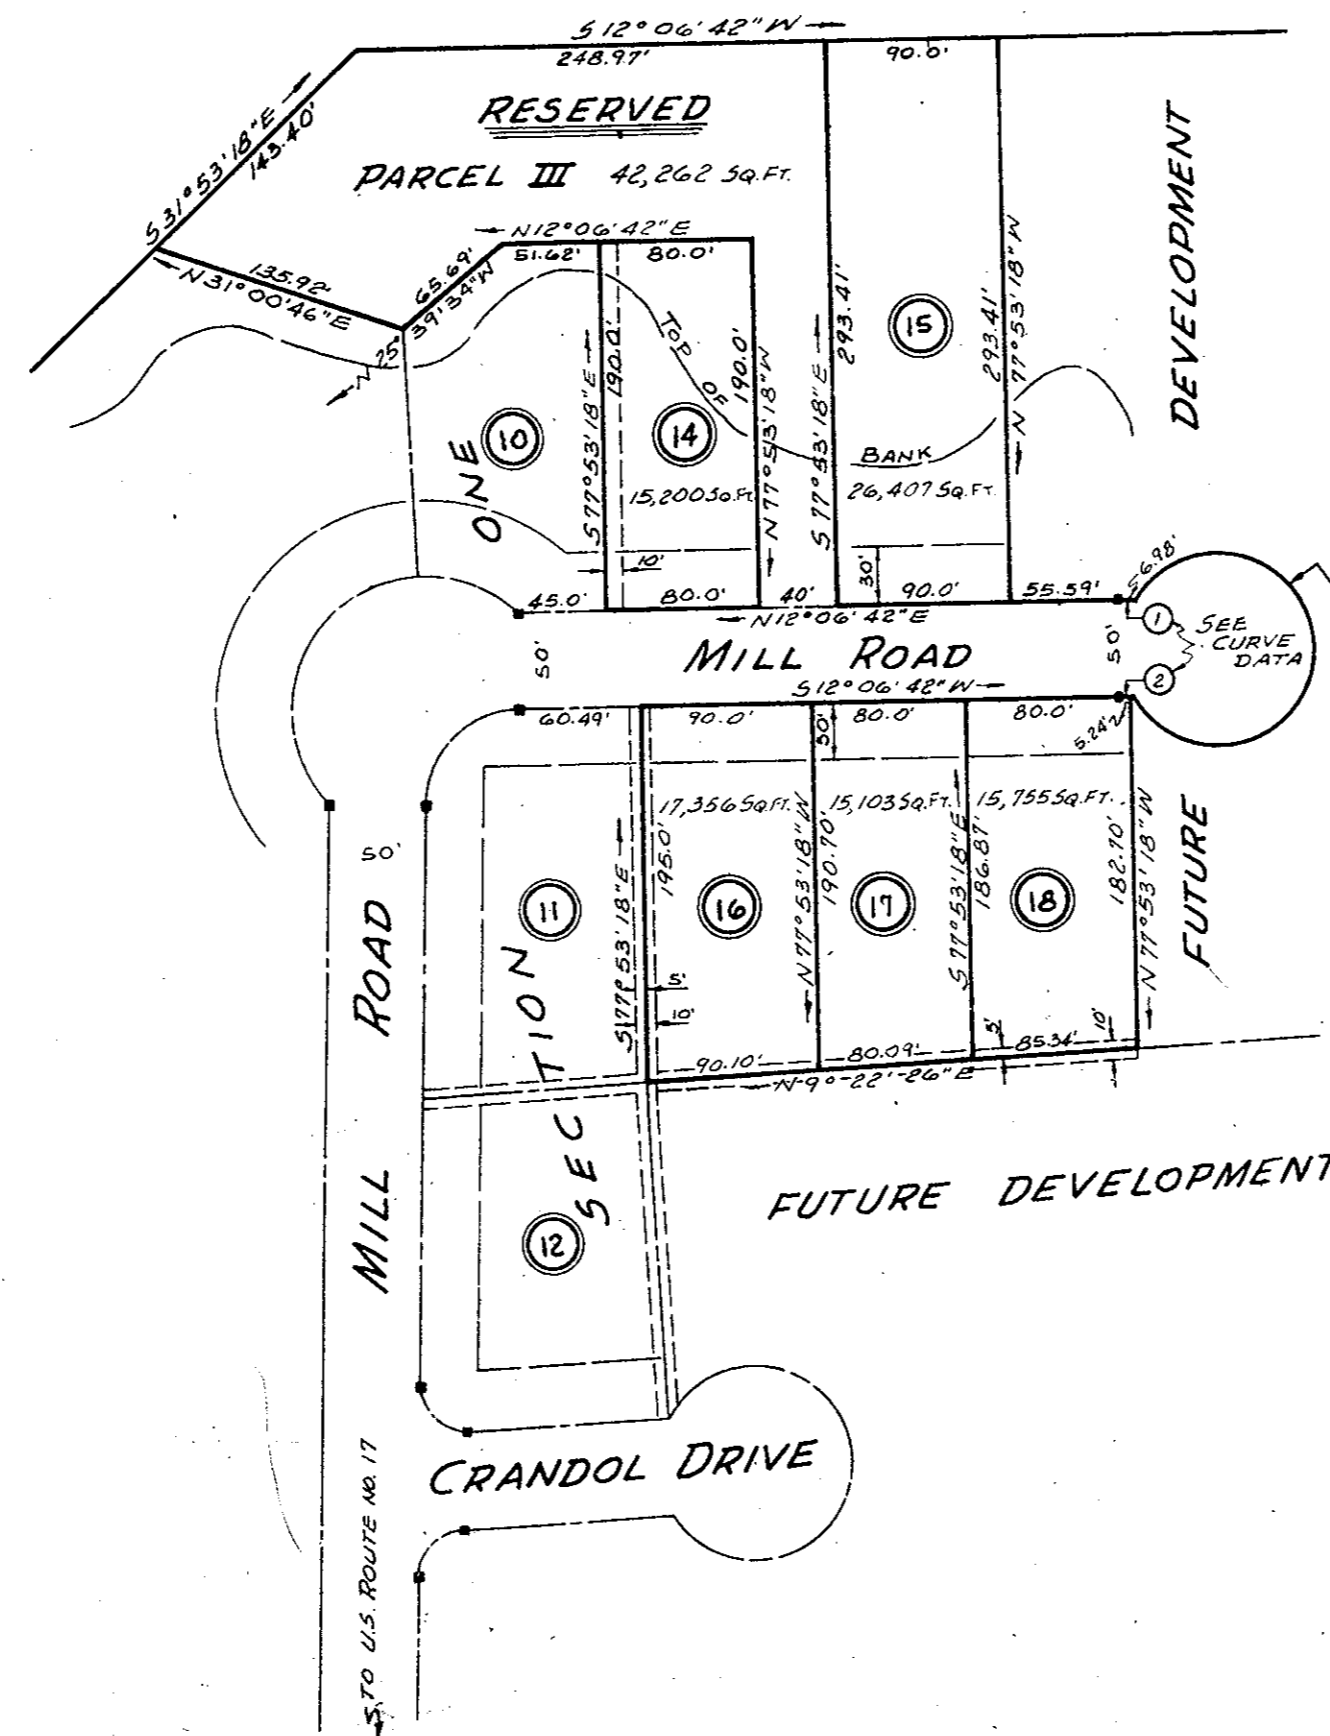 S 12° 06' 42" W
248.97'
90.0'
S 31° 53' 18" E
143.40'
RESERVED
PARCEL III 42,262 SQ.FT.
N 12° 06' 42" E
51.62'
80.0'
135.92'
N 31° 00' 46" E
65.69'
N 25° 39' 34" W
S 77° 53' 18" E
190.0'
TOP OF BANK
190.0'
N 77° 53' 18" W
S 77° 53' 18" E
293.41'
293.41'
N 77° 53' 18" W
10
14
15
15,200 SQ.FT.
26,407 SQ.FT.
DEVELOPMENT
ONE
10'
30'
45.0'
80.0'
40'
90.0'
55.59'
56.98'
N 12° 06' 42" E
50'
MILL ROAD
50'
1
SEE CURVE DATA
2
S 12° 06' 42" W
60.49'
90.0'
80.0'
80.0'
5.24'
30'
17,356 SQ.FT.
15,103 SQ.FT.
15,755 SQ.FT.
50'
S 77° 53' 18" E
195.0'
N 77° 53' 18" W
190.70'
S 77° 53' 18" E
186.87'
182.70'
N 77° 53' 18" W
11
16
17
18
FUTURE
5'
10'
5'
10'
90.10'
80.09'
85.34'
N-9°-22'-26" E
SECTION
MILL ROAD
FUTURE DEVELOPMENT
12
CRANDOL DRIVE
TO U.S. ROUTE NO. 17